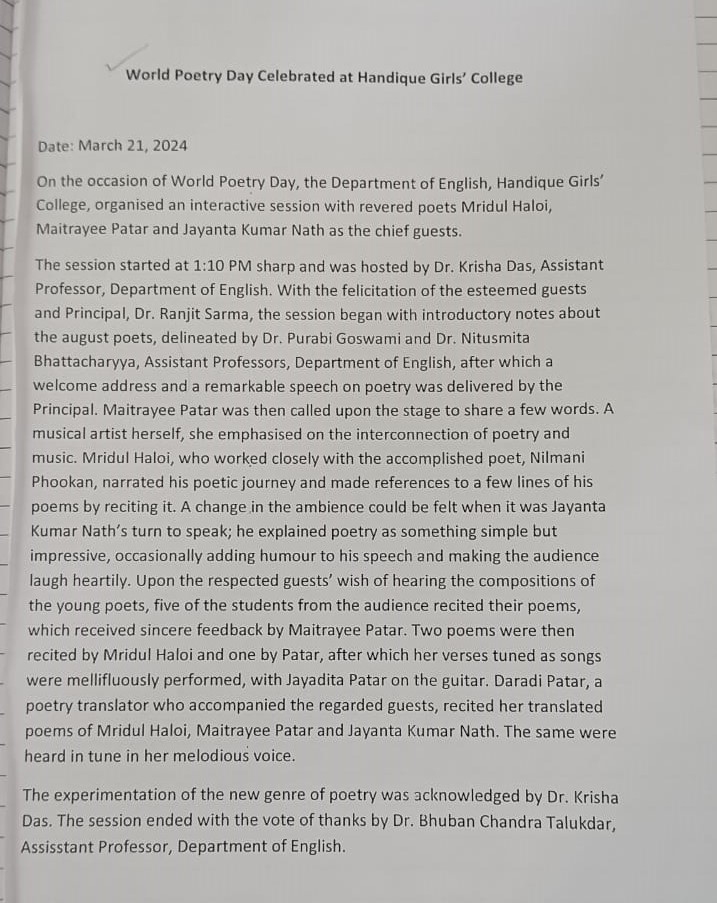 World Poetry Day Celebrated at Handique Girls’ College
Date: March 21, 2024
On the occasion of World Poetry Day, the Department of English, Handique Girls’
College, organised an interactive session with revered poets Mridul Haloi,
Maitrayee Patar and Jayanta Kumar Nath as the chief guests.
The session started at 1:10 PM sharp and was hosted by Dr. Krisha Das, Assistant
Professor, Department of English. With the felicitation of the esteemed guests
and Principal, Dr. Ranjit Sarma, the session began with introductory notes about
the august poets, delineated by Dr. Purabi Goswami and Dr. Nitusmita
Bhattacharyya, Assistant Professors, Department of English, after which a
welcome address and a remarkable speech on poetry was delivered by the
Principal. Maitrayee Patar was then called upon the stage to share a few words. A
musical artist herself, she emphasised on the interconnection of poetry and
music. Mridul Haloi, who worked closely with the accomplished poet, Nilmani
Phookan, narrated his poetic journey and made references to a few lines of his
poems by reciting it. A change in the ambience could be felt when it was Jayanta
Kumar Nath’s turn to speak; he explained poetry as something simple but
impressive, occasionally adding humour to his speech and making the audience
laugh heartily. Upon the respected guests’ wish of hearing the compositions of
the young poets, five of the students from the audience recited their poems,
which received sincere feedback by Maitrayee Patar. Two poems were then
recited by Mridul Haloi and one by Patar, after which her verses tuned as songs
were mellifluously performed, with Jayadita Patar on the guitar. Daradi Patar, a
poetry translator who accompanied the regarded guests, recited her translated
poems of Mridul Haloi, Maitrayee Patar and Jayanta Kumar Nath. The same were
heard in tune in her melodious voice.
The experimentation of the new genre of poetry was acknowledged by Dr. Krisha
Das. The session ended with the vote of thanks by Dr. Bhuban Chandra Talukdar,
Assisstant Professor, Department of English.